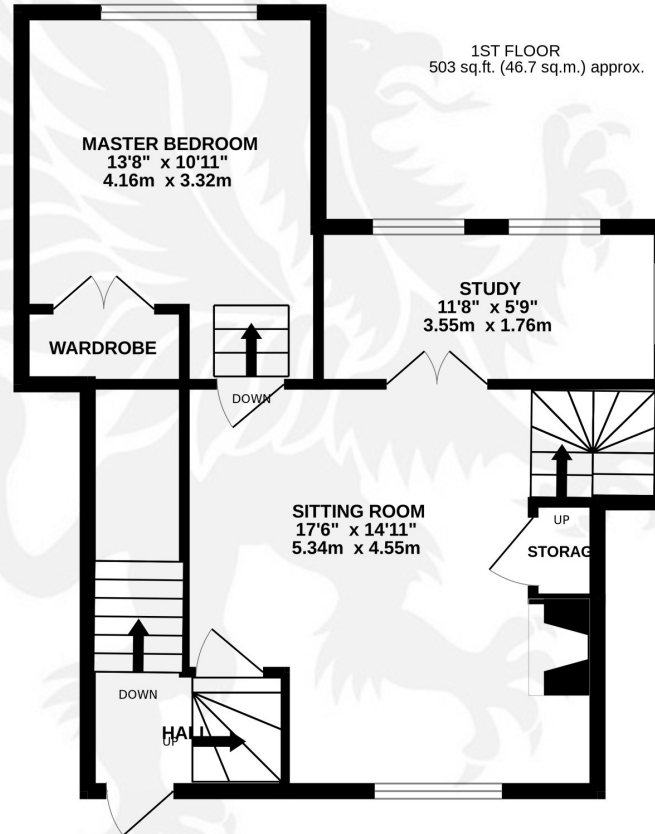 1ST FLOOR
503 sq.ft. (46.7 sq.m.) approx.
MASTER BEDROOM
13'8" x 10'11"
4.16m x 3.32m
STUDY
11'8" x 5'9"
3.55m x 1.76m
WARDROBE
DOWN
SITTING ROOM
17'6" x 14'11"
5.34m x 4.55m
UP
STORAG
DOWN
HALL
UP